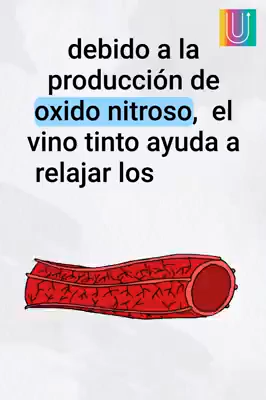 debido a la
producción de
oxido nitroso, el
vino tinto ayuda a
relajar los